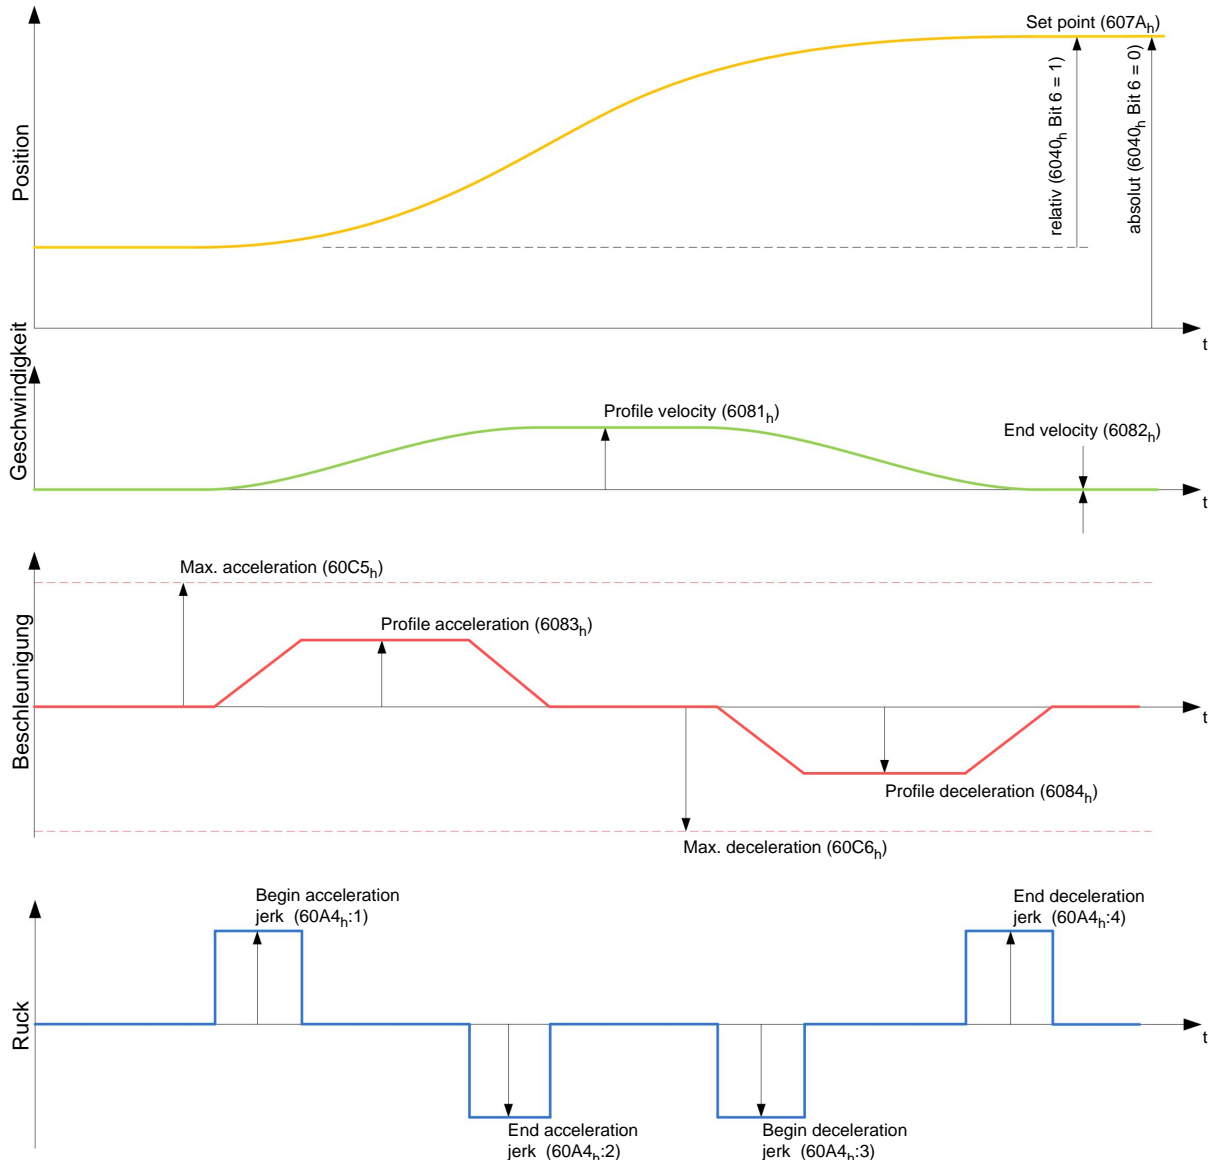 Set point (607Ah)
Position
relativ (6040h Bit 6 = 1)
absolut (6040h Bit 6 = 0)
t
Geschwindigkeit
Profile velocity (6081h)
End velocity (6082h)
t
Beschleunigung
Max. acceleration (60C5h)
Profile acceleration (6083h)
t
Profile deceleration (6084h)
Max. deceleration (60C6h)
Ruck
Begin acceleration
jerk (60A4h:1)
End deceleration
jerk (60A4h:4)
t
End acceleration
jerk (60A4h:2)
Begin deceleration
jerk (60A4h:3)